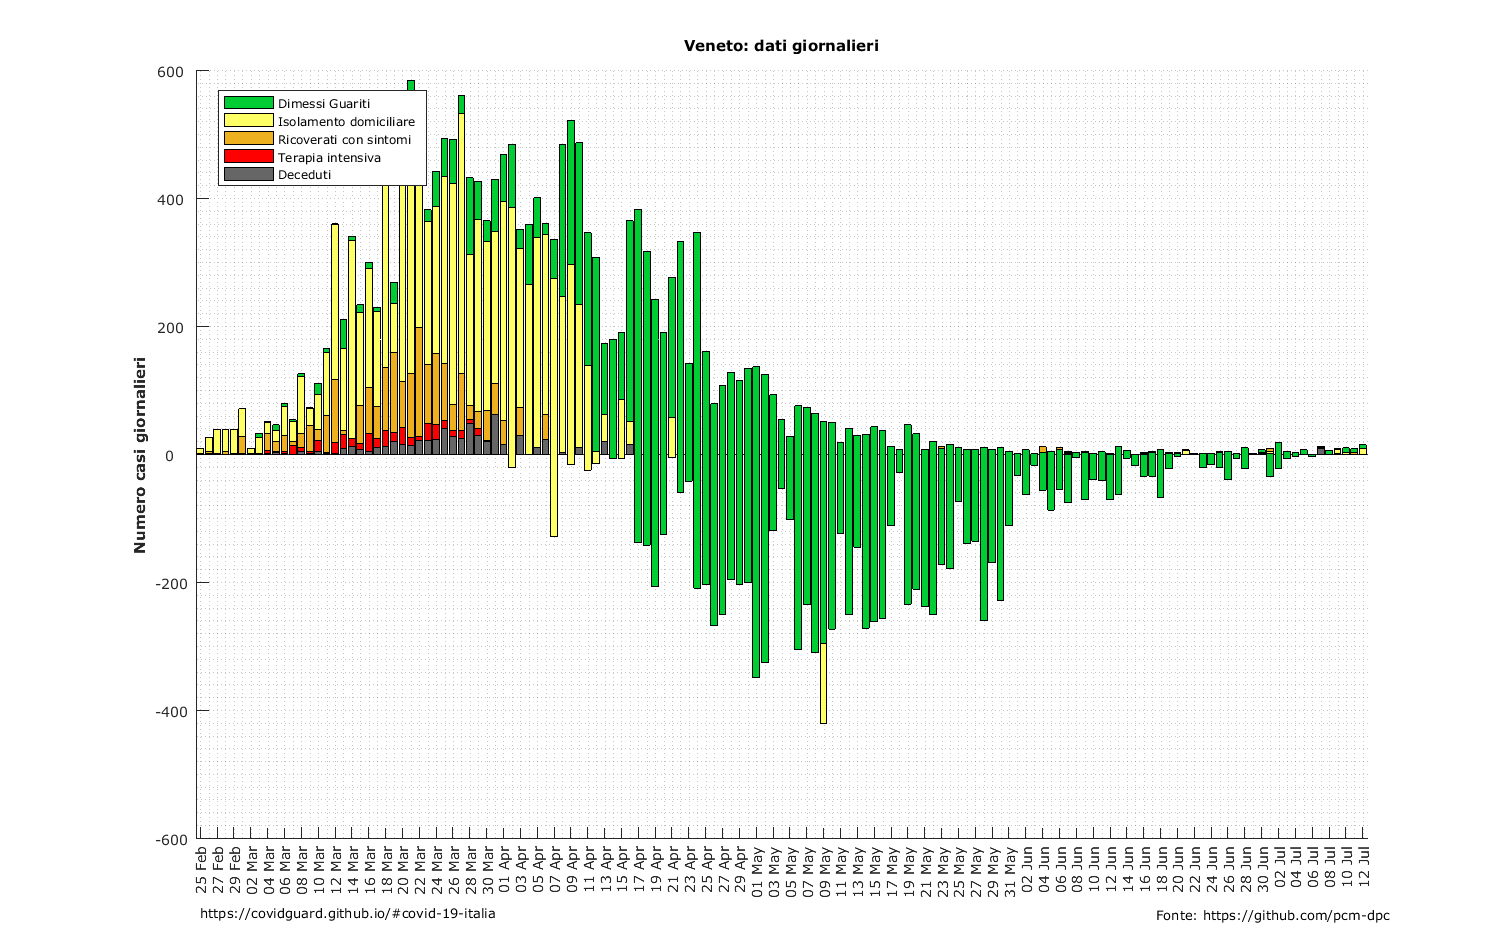 Veneto: dati giornalieri
600
400
200
0
-200
-400
-600
Numero casi giornalieri
Dimessi Guariti
Isolamento domiciliare
Ricoverati con sintomi
Terapia intensiva
Deceduti
25 Feb
27 Feb
29 Feb
02 Mar
04 Mar
06 Mar
08 Mar
10 Mar
12 Mar
14 Mar
16 Mar
18 Mar
20 Mar
22 Mar
24 Mar
26 Mar
28 Mar
30 Mar
01 Apr
03 Apr
05 Apr
07 Apr
09 Apr
11 Apr
13 Apr
15 Apr
17 Apr
19 Apr
21 Apr
23 Apr
25 Apr
27 Apr
29 Apr
01 May
03 May
05 May
07 May
09 May
11 May
13 May
15 May
17 May
19 May
21 May
23 May
25 May
27 May
29 May
31 May
02 Jun
04 Jun
06 Jun
08 Jun
10 Jun
12 Jun
14 Jun
16 Jun
18 Jun
20 Jun
22 Jun
24 Jun
26 Jun
28 Jun
30 Jun
02 Jul
04 Jul
06 Jul
08 Jul
10 Jul
12 Jul
https://covidguard.github.io/#covid-19-italia
Fonte: https://github.com/pcm-dpc